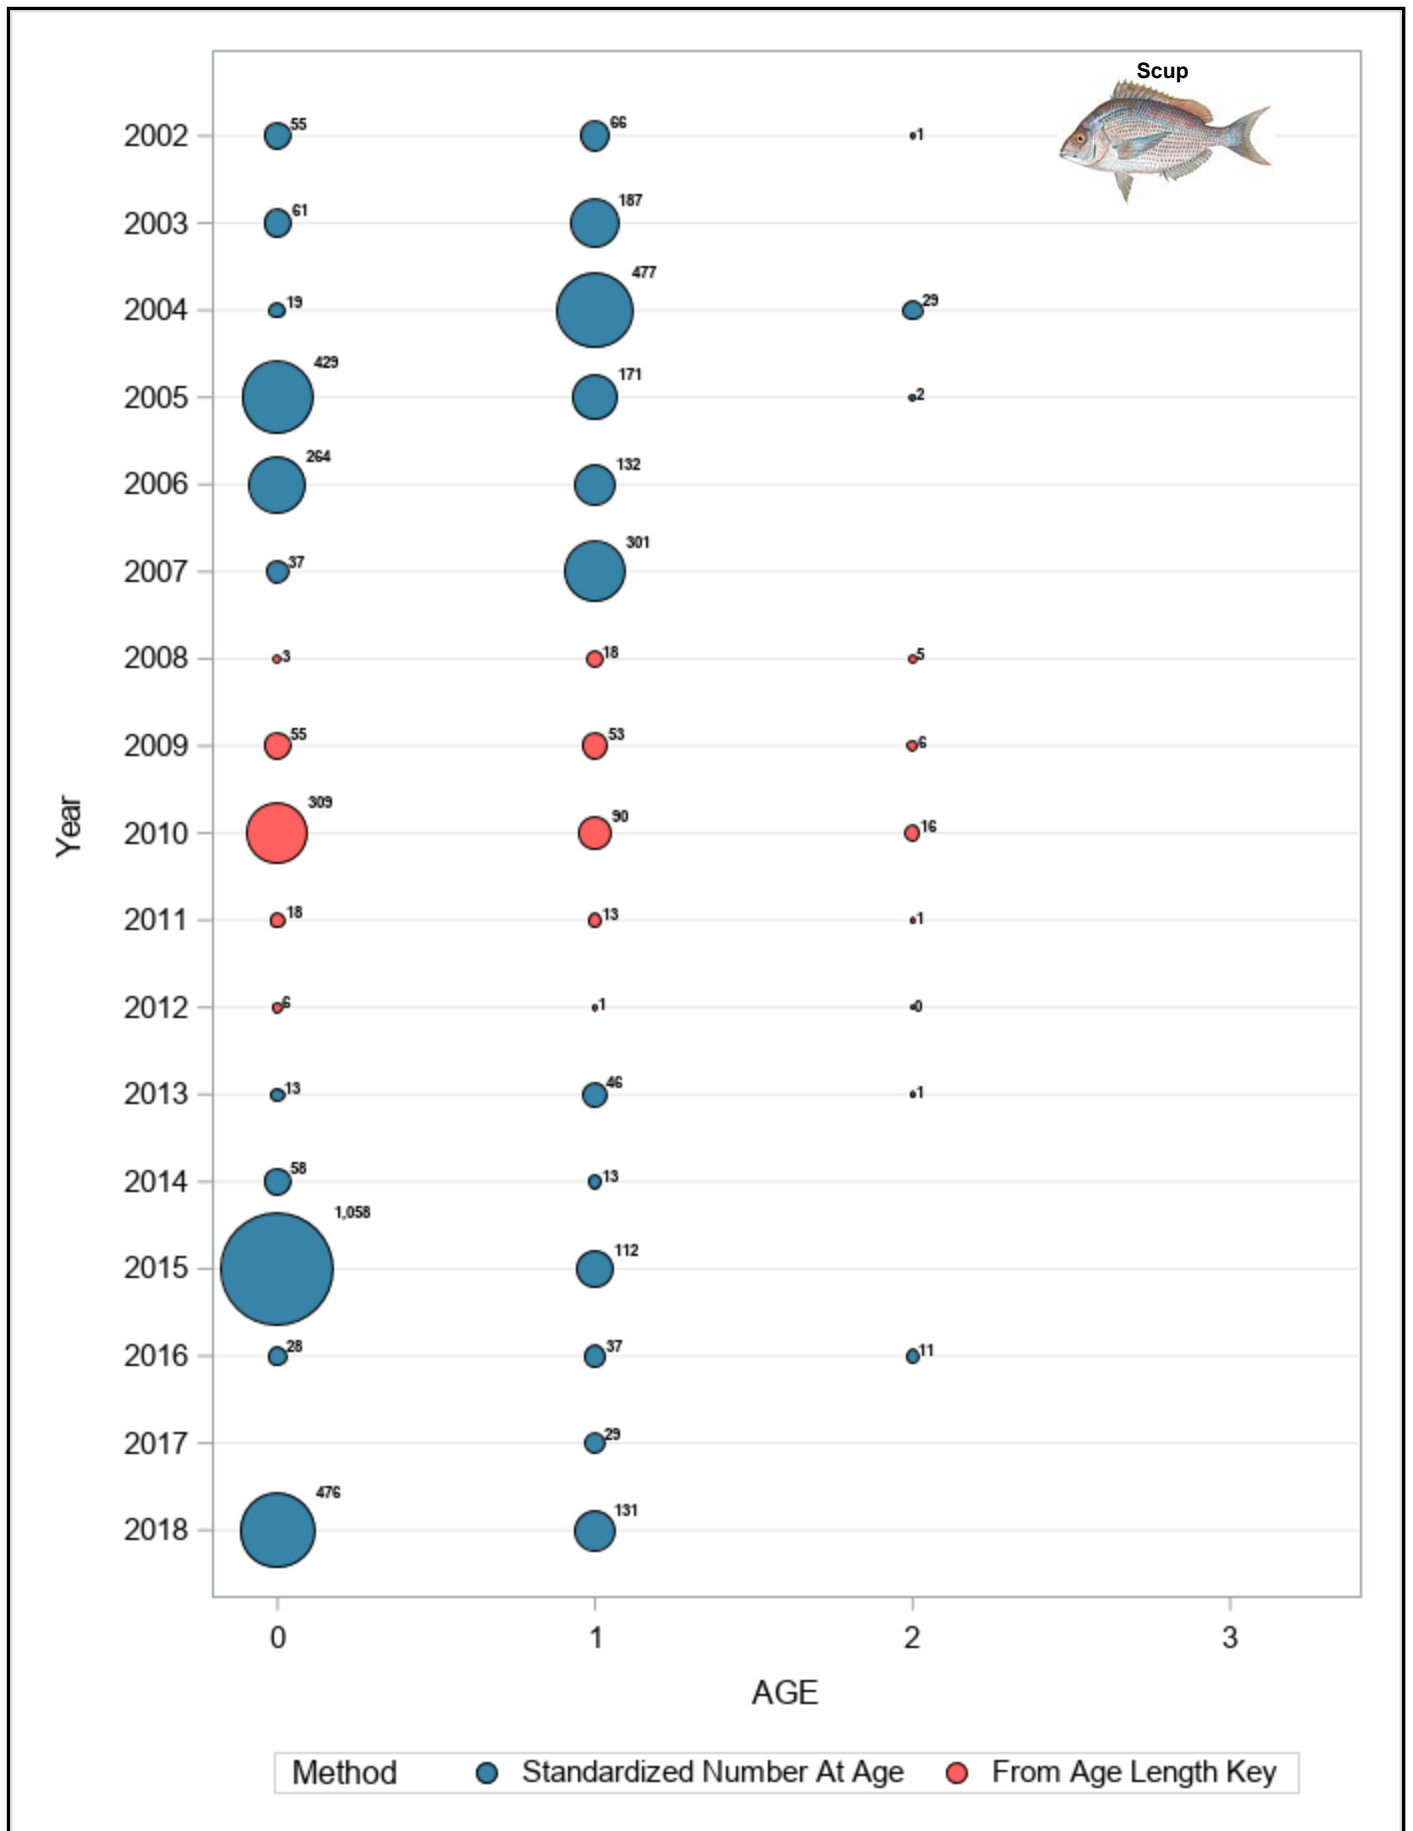 Scup
2002 55 66 1
2003 61 187
2004 19 477 29
2005 429 171 2
2006 264 132
2007 37 301
2008 3 18 5
2009 55 53 6
2010 309 90 16
2011 18 13 1
2012 6 1 0
2013 13 46 1
2014 58 13
2015 1,058 112
2016 28 37 11
2017 29
2018 476 131
Year
0 1 2 3
AGE
Method Standardized Number At Age From Age Length Key